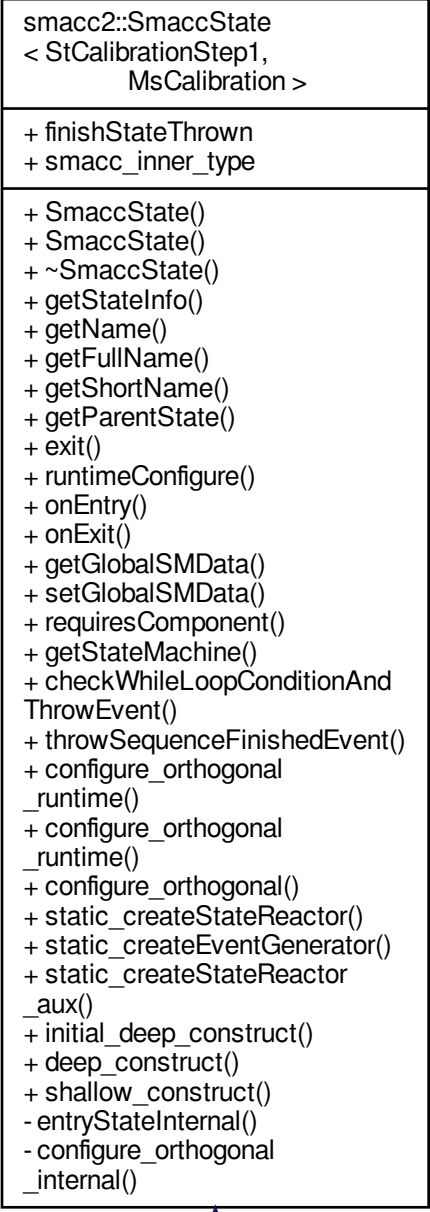 smacc2::SmaccState
< StCalibrationStep1,
MsCalibration >
+ finishStateThrown
+ smacc_inner_type
+ SmaccState()
+ SmaccState()
+ ~SmaccState()
+ getStateInfo()
+ getName()
+ getFullName()
+ getShortName()
+ getParentState()
+ exit()
+ runtimeConfigure()
+ onEntry()
+ onExit()
+ getGlobalSMData()
+ setGlobalSMData()
+ requiresComponent()
+ getStateMachine()
+ checkWhileLoopConditionAnd
ThrowEvent()
+ throwSequenceFinishedEvent()
+ configure_orthogonal
_runtime()
+ configure_orthogonal
_runtime()
+ configure_orthogonal()
+ static_createStateReactor()
+ static_createEventGenerator()
+ static_createStateReactor
_aux()
+ initial_deep_construct()
+ deep_construct()
+ shallow_construct()
- entryStateInternal()
- configure_orthogonal
_internal()